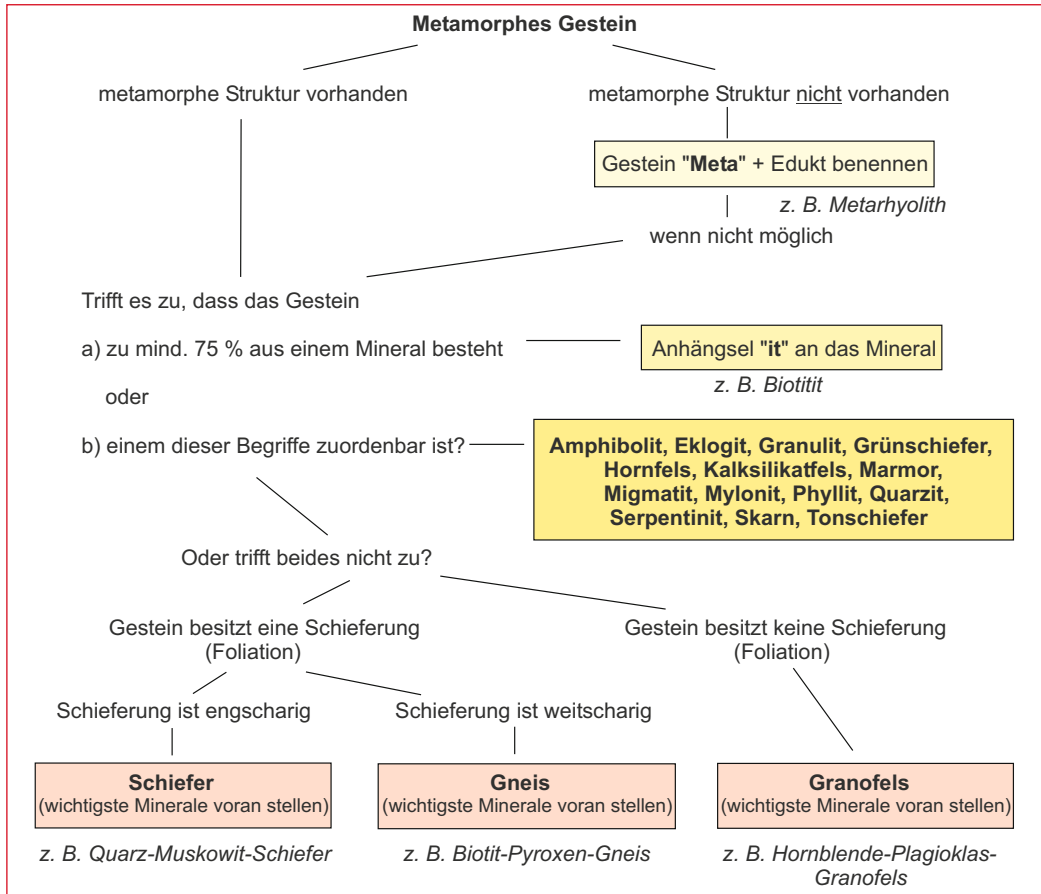 Metamorphes Gestein
metamorphe Struktur vorhanden
metamorphe Struktur nicht vorhanden
Gestein "Meta" + Edukt benennen
z. B. Metarhyolith
wenn nicht möglich
Trifft es zu, dass das Gestein
a) zu mind. 75 % aus einem Mineral besteht
Anhängsel "it" an das Mineral
z. B. Biotitit
oder
b) einem dieser Begriffe zuordenbar ist?
Amphibolit, Eklogit, Granulit, Grünschiefer,
Hornfels, Kalksilikatfels, Marmor,
Migmatit, Mylonit, Phyllit, Quarzit,
Serpentinit, Skarn, Tonschiefer
Oder trifft beides nicht zu?
Gestein besitzt eine Schieferung
(Foliation)
Gestein besitzt keine Schieferung
(Foliation)
Schieferung ist engscharig
Schieferung ist weitscharig
Schiefer
(wichtigste Minerale voran stellen)
z. B. Quarz-Muskowit-Schiefer
Gneis
(wichtigste Minerale voran stellen)
z. B. Biotit-Pyroxen-Gneis
Granofels
(wichtigste Minerale voran stellen)
z. B. Hornblende-Plagioklas-
Granofels